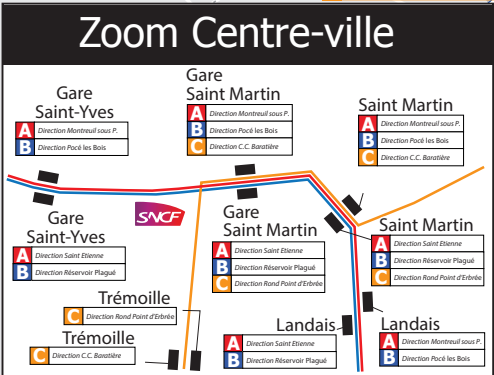 Zoom Centre-ville
Gare
Saint-Yves
A Direction Montreuil sous P.
B Direction Pocé les Bois
Gare
Saint Martin
A Direction Montreuil sous P.
B Direction Pocé les Bois
C Direction C.C. Baratière
Saint Martin
A Direction Montreuil sous P.
B Direction Pocé les Bois
C Direction C.C. Baratière
SNCF
Gare
Saint-Yves
A Direction Saint Etienne
B Direction Réservoir Plagué
Gare
Saint Martin
A Direction Saint Etienne
B Direction Réservoir Plagué
C Direction Rond Point d'Erbrée
Saint Martin
A Direction Saint Etienne
B Direction Réservoir Plagué
C Direction Rond Point d'Erbrée
Trémoille
C Direction Rond Point d'Erbrée
Trémoille
C Direction C.C. Baratière
Landais
A Direction Saint Etienne
B Direction Réservoir Plagué
Landais
A Direction Montreuil sous P.
B Direction Pocé les Bois